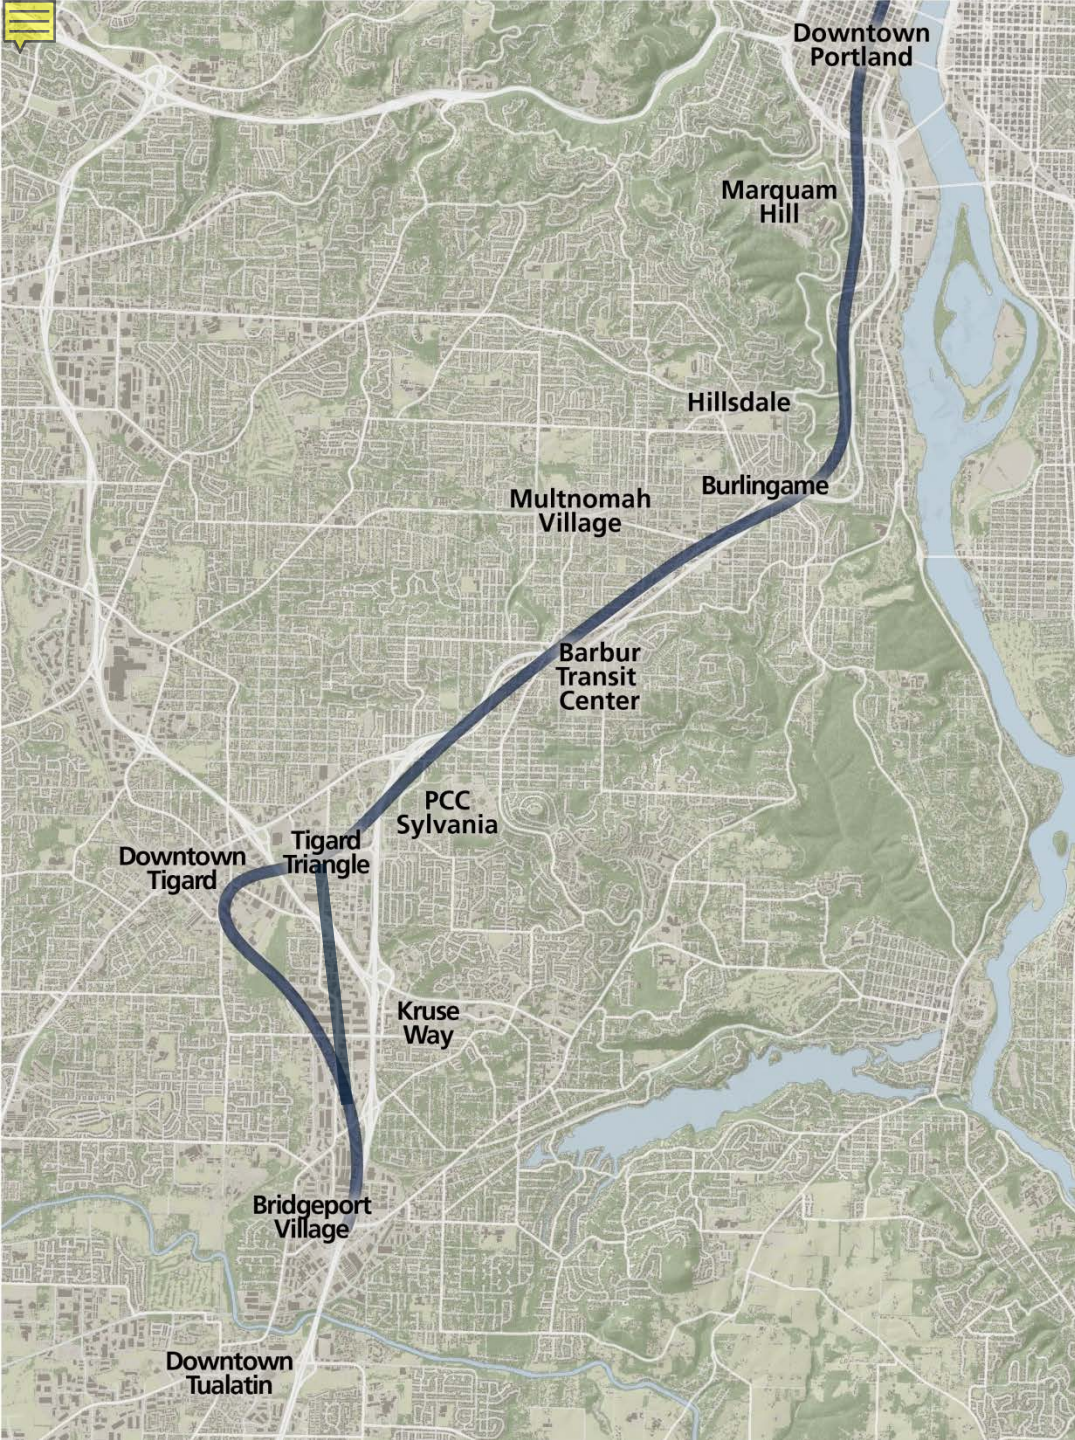 Downtown
Portland
Marquam
Hill
Hillsdale
Burlingame
Multnomah
Village
Barbur
Transit
Center
PCC
Sylvania
Tigard
Triangle
Downtown
Tigard
Kruse
Way
Bridgeport
Village
Downtown
Tualatin